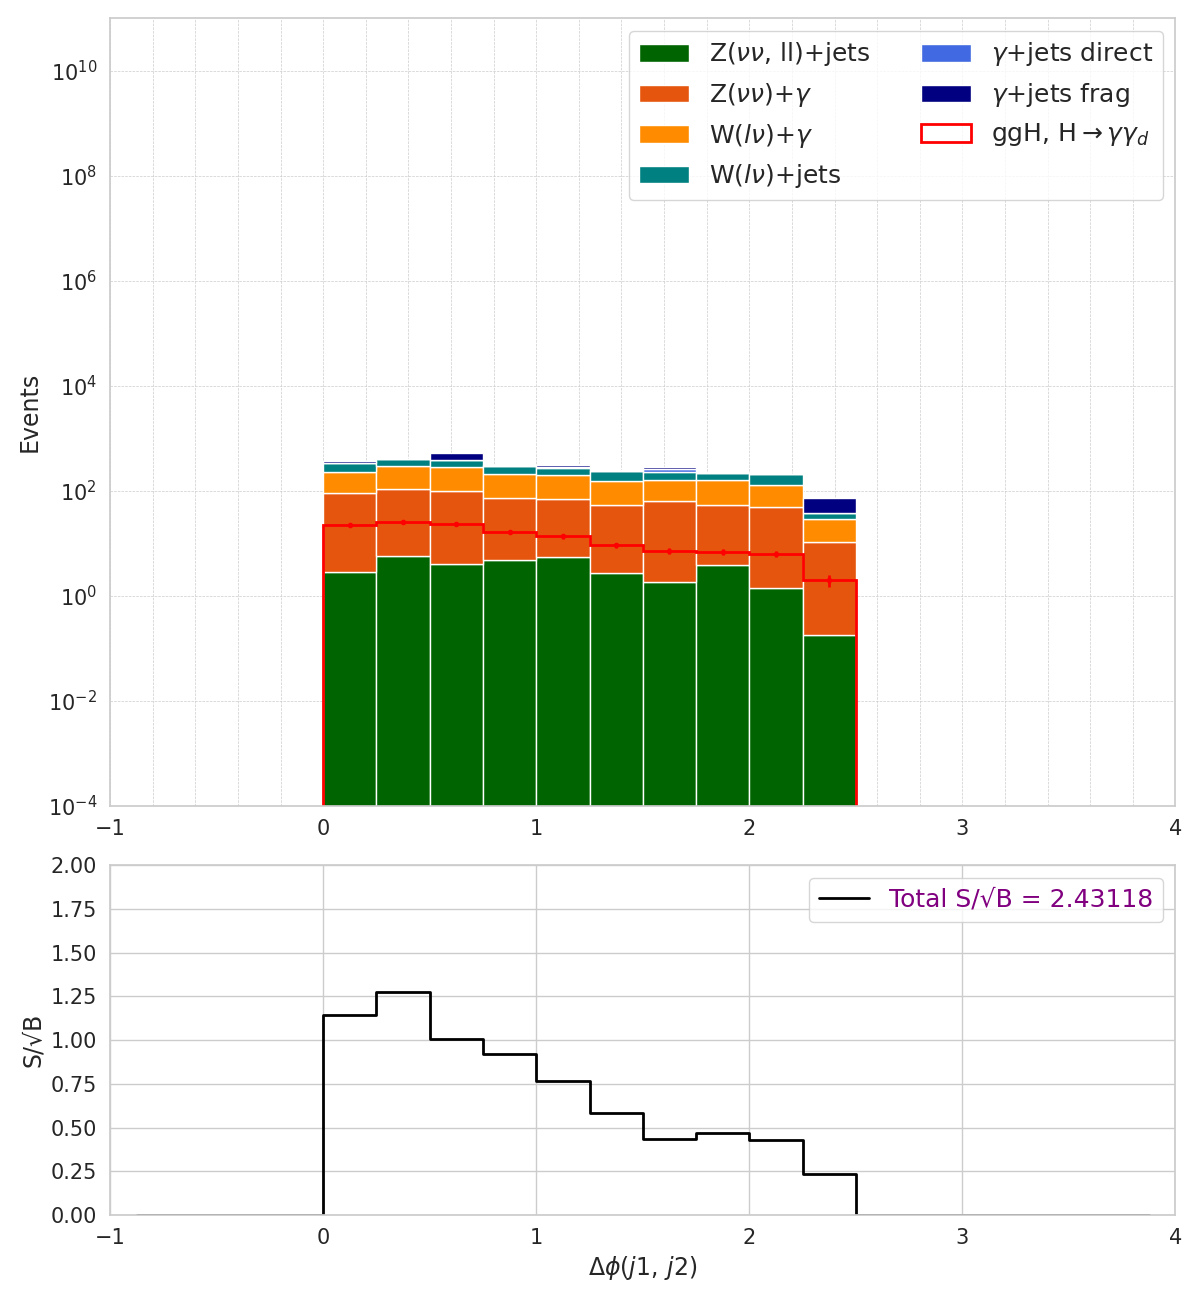 Z(νν, ll)+jets
Z(νν)+γ
W(lν)+γ
W(lν)+jets
γ+jets direct
γ+jets frag
ggH, H→γγ_d
Events
10^10
10^8
10^6
10^4
10^2
10^0
10^−2
10^−4
−1 0 1 2 3 4
Total S/√B = 2.43118
S/√B
2.00
1.75
1.50
1.25
1.00
0.75
0.50
0.25
0.00
−1 0 1 2 3 4
Δϕ(j1, j2)